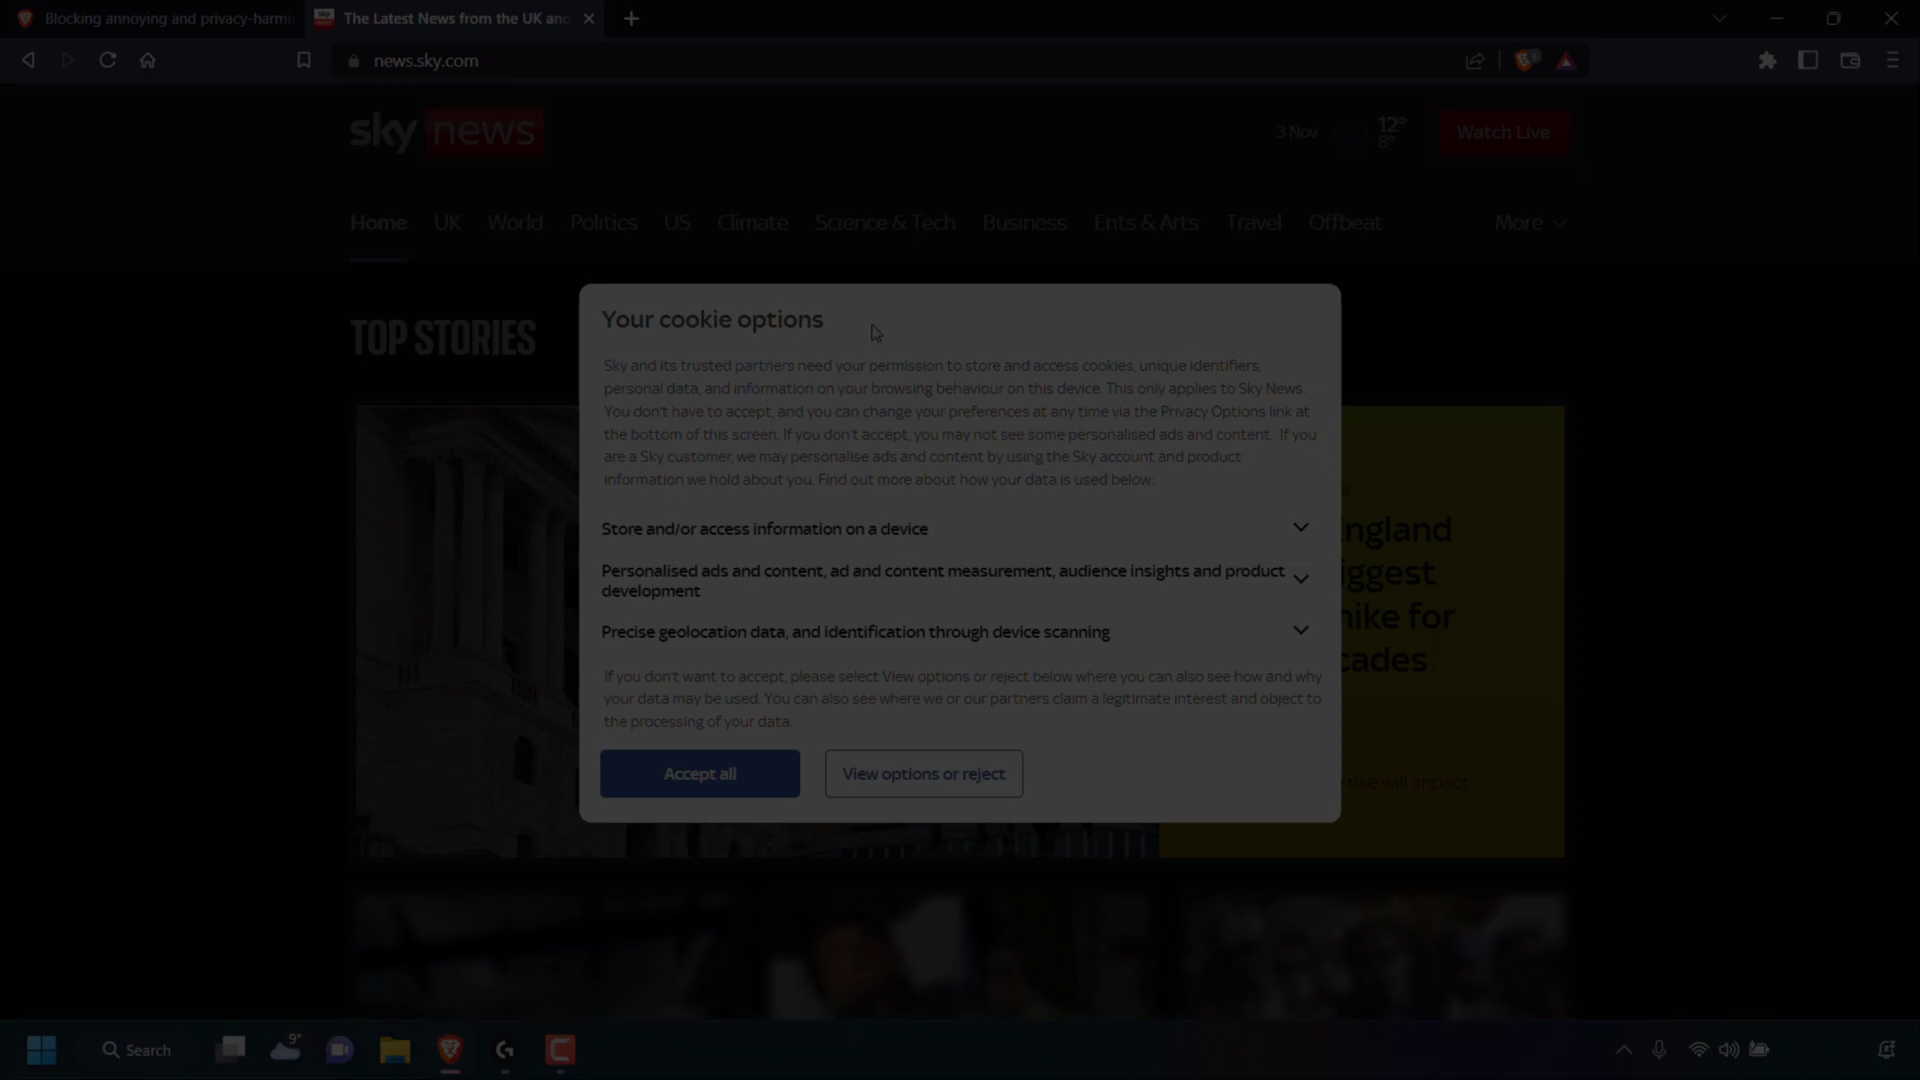 Blocking annoying and privacy-harmi
The Latest News from the UK and
news.sky.com
sky news
3 Nov
12°
8°
Watch Live
Home UK World Politics US Climate Science & Tech Business Ents & Arts Travel Offbeat More
TOP STORIES
Your cookie options
Sky and its trusted partners need your permission to store and access cookies, unique identifiers,
personal data, and information on your browsing behaviour on this device. This only applies to Sky News.
You don't have to accept, and you can change your preferences at any time via the Privacy Options link at
the bottom of this screen. If you don't accept, you may not see some personalised ads and content. If you
are a Sky customer, we may personalise ads and content by using the Sky account and product
information we hold about you. Find out more about how your data is used below:
Store and/or access information on a device
Personalised ads and content, ad and content measurement, audience insights and product
development
Precise geolocation data, and identification through device scanning
If you don't want to accept, please select View options or reject below where you can also see how and why
your data may be used. You can also see where we or our partners claim a legitimate interest and object to
the processing of your data.
Accept all
View options or reject
ngland
iggest
hike for
cades
rise will impact
Search
9°